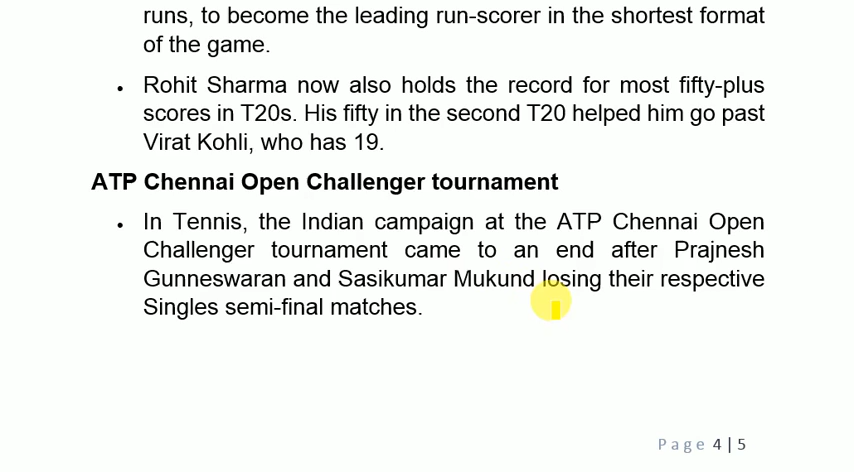 runs, to become the leading run-scorer in the shortest format
of the game.
• Rohit Sharma now also holds the record for most fifty-plus
scores in T20s. His fifty in the second T20 helped him go past
Virat Kohli, who has 19.
ATP Chennai Open Challenger tournament
• In Tennis, the Indian campaign at the ATP Chennai Open
Challenger tournament came to an end after Prajnesh
Gunneswaran and Sasikumar Mukund losing their respective
Singles semi-final matches.
Page 4|5